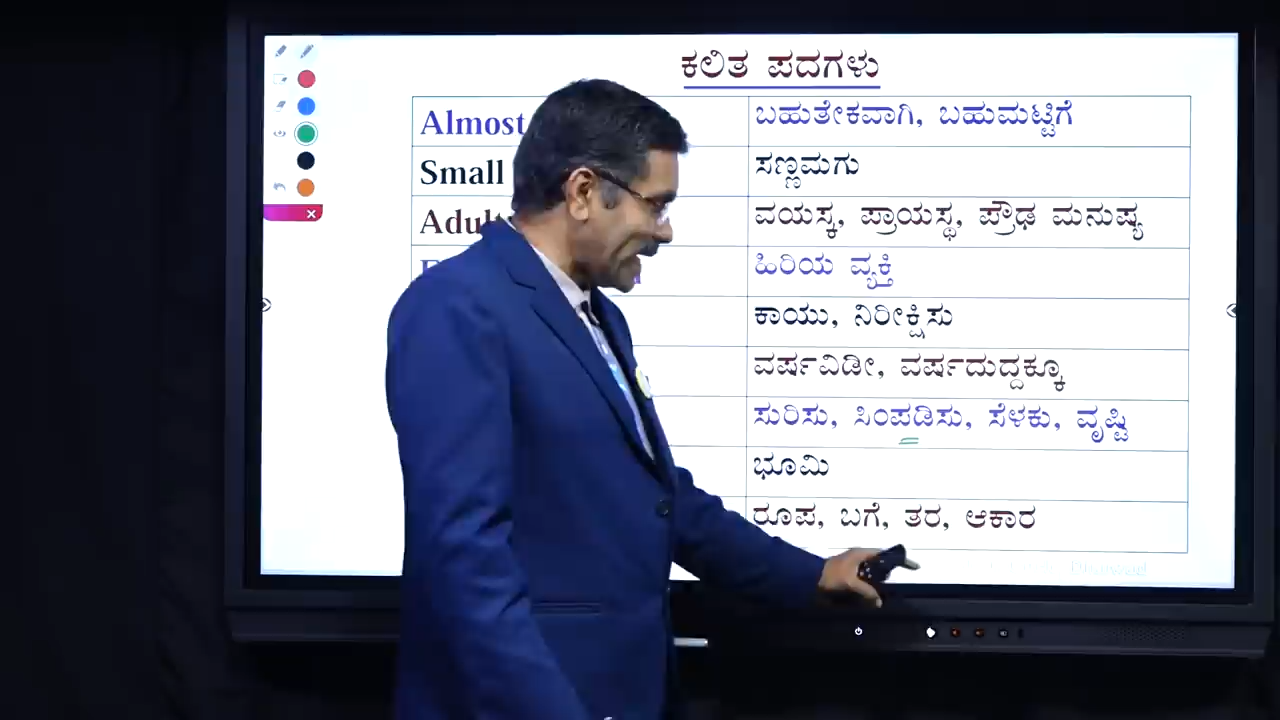 ಕಲಿತ ಪದಗಳು
Almost ಬಹುತೇಕವಾಗಿ, ಬಹುಮಟ್ಟಿಗೆ
Small ಸಣ್ಣಮಗು
ವಯಸ್ಕ, ಪ್ರಾಯಸ್ಥ, ಪ್ರೌಢ ಮನುಷ್ಯ
ಹಿರಿಯ ವ್ಯಕ್ತಿ
ಕಾಯು, ನಿರೀಕ್ಷಿಸು
ವರ್ಷವಿಡೀ, ವರ್ಷದುದ್ದಕ್ಕೂ
ಸುರಿಸು, ಸಿಂಪಡಿಸು, ಸೆಳಕು, ವೃಷ್ಟಿ
ಭೂಮಿ
ರೂಪ, ಬಗೆ, ತರ, ಆಕಾರ